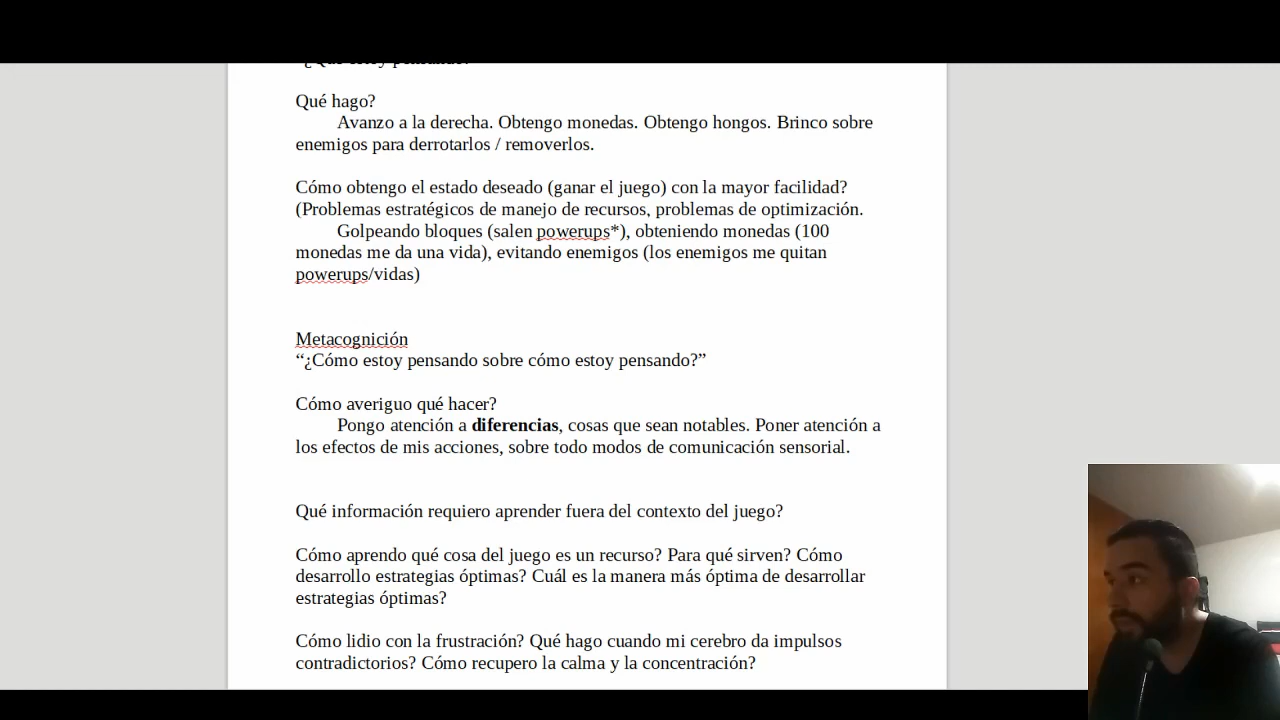 Qué hago?
Avanzo a la derecha. Obtengo monedas. Obtengo hongos. Brinco sobre
enemigos para derrotarlos / removerlos.
Cómo obtengo el estado deseado (ganar el juego) con la mayor facilidad?
(Problemas estratégicos de manejo de recursos, problemas de optimización.
Golpeando bloques (salen powerups*), obteniendo monedas (100
monedas me da una vida), evitando enemigos (los enemigos me quitan
powerups/vidas)
Metacognición
“¿Cómo estoy pensando sobre cómo estoy pensando?”
Cómo averiguo qué hacer?
Pongo atención a diferencias, cosas que sean notables. Poner atención a
los efectos de mis acciones, sobre todo modos de comunicación sensorial.
Qué información requiero aprender fuera del contexto del juego?
Cómo aprendo qué cosa del juego es un recurso? Para qué sirven? Cómo
desarrollo estrategias óptimas? Cuál es la manera más óptima de desarrollar
estrategias óptimas?
Cómo lidio con la frustración? Qué hago cuando mi cerebro da impulsos
contradictorios? Cómo recupero la calma y la concentración?